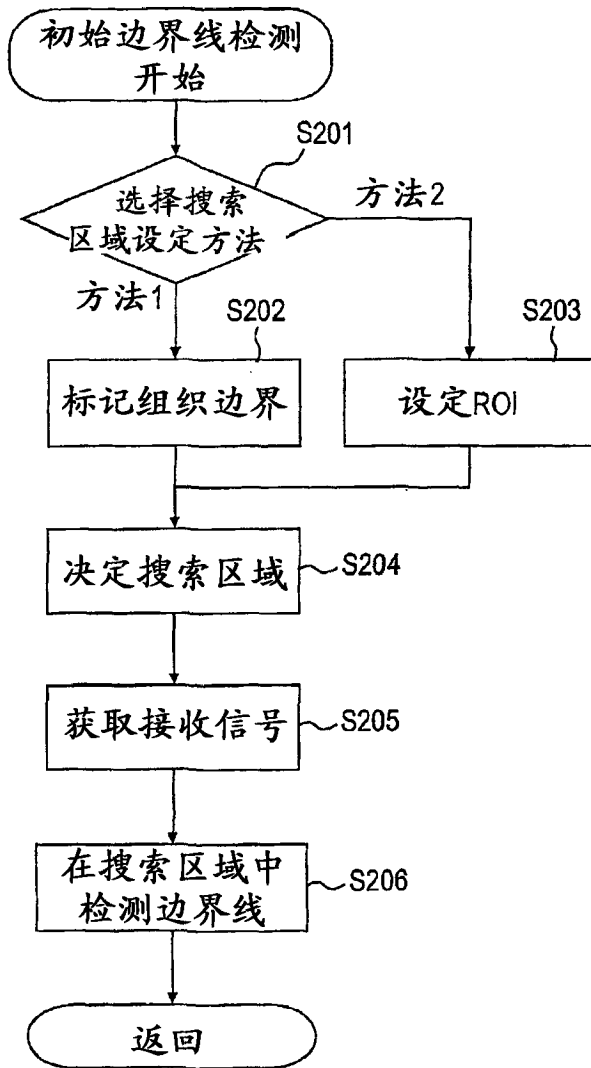 初始边界线检测
开始
S201
选择搜索
区域设定方法
方法2
方法1
S202
标记组织边界
S203
设定ROI
决定搜索区域
S204
获取接收信号
S205
在搜索区域中
检测边界线
S206
返回